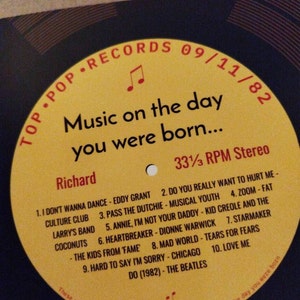 TOP • POP • RECORDS 09/11/82
Music on the day
you were born...
Richard
33⅓ RPM Stereo
1. I DON'T WANNA DANCE - EDDY GRANT 2. DO YOU REALLY WANT TO HURT ME -
CULTURE CLUB 3. PASS THE DUTCHIE - MUSICAL YOUTH 4. ZOOM - FAT
LARRY'S BAND 5. ANNIE, I'M NOT YOUR DADDY - KID CREOLE AND THE
COCONUTS 6. HEARTBREAKER - DIONNE WARWICK 7. STARMAKER
- THE KIDS FROM 'FAME' 8. MAD WORLD - TEARS FOR FEARS
9. HARD TO SAY I'M SORRY - CHICAGO 10. LOVE ME
DO (1982) - THE BEATLES